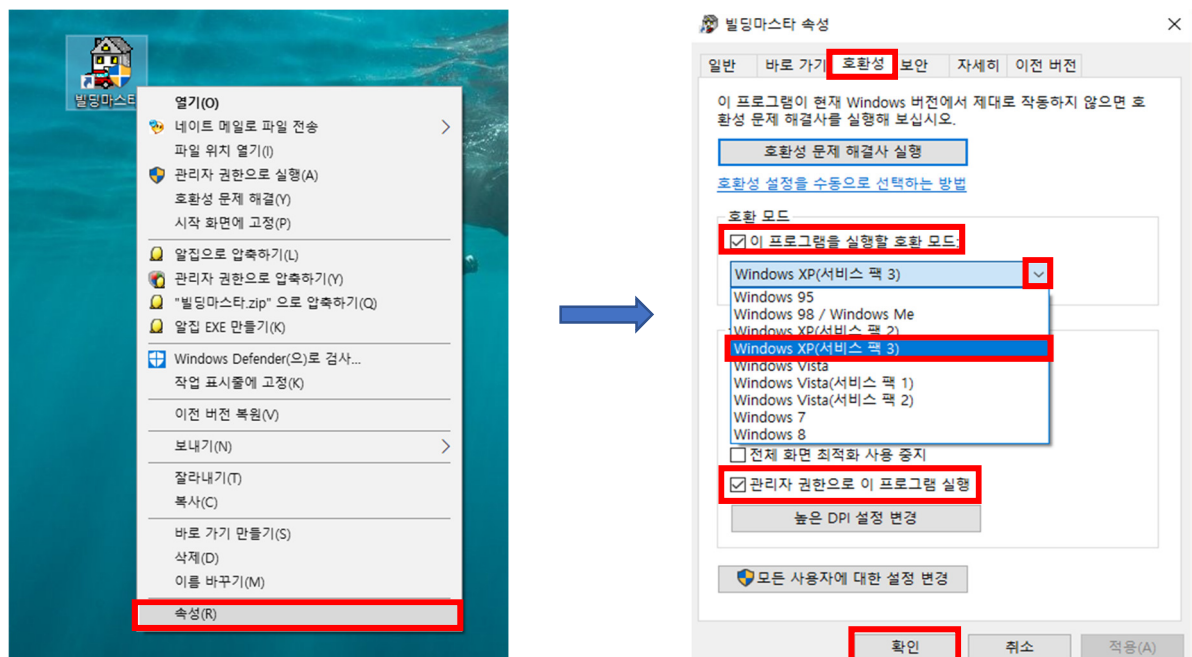 빌딩마스타
열기(O)
네이트 메일로 파일 전송
파일 위치 열기(I)
관리자 권한으로 실행(A)
호환성 문제 해결(Y)
시작 화면에 고정(P)
알집으로 압축하기(L)
관리자 권한으로 압축하기(Y)
"빌딩마스타.zip" 으로 압축하기(Q)
알집 EXE 만들기(K)
Windows Defender(으)로 검사...
작업 표시줄에 고정(K)
이전 버전 복원(V)
보내기(N)
잘라내기(T)
복사(C)
바로 가기 만들기(S)
삭제(D)
이름 바꾸기(M)
속성(R)
빌딩마스타 속성
일반 바로 가기 호환성 보안 자세히 이전 버전
이 프로그램이 현재 Windows 버전에서 제대로 작동하지 않으면 호
환성 문제 해결사를 실행해 보십시오.
호환성 문제 해결사 실행
호환성 설정을 수동으로 선택하는 방법
호환 모드
이 프로그램을 실행할 호환 모드:
Windows XP(서비스 팩 3)
Windows 95
Windows 98 / Windows Me
Windows XP(서비스 팩 2)
Windows XP(서비스 팩 3)
Windows Vista
Windows Vista(서비스 팩 1)
Windows Vista(서비스 팩 2)
Windows 7
Windows 8
전체 화면 최적화 사용 중지
관리자 권한으로 이 프로그램 실행
높은 DPI 설정 변경
모든 사용자에 대한 설정 변경
확인 취소 적용(A)